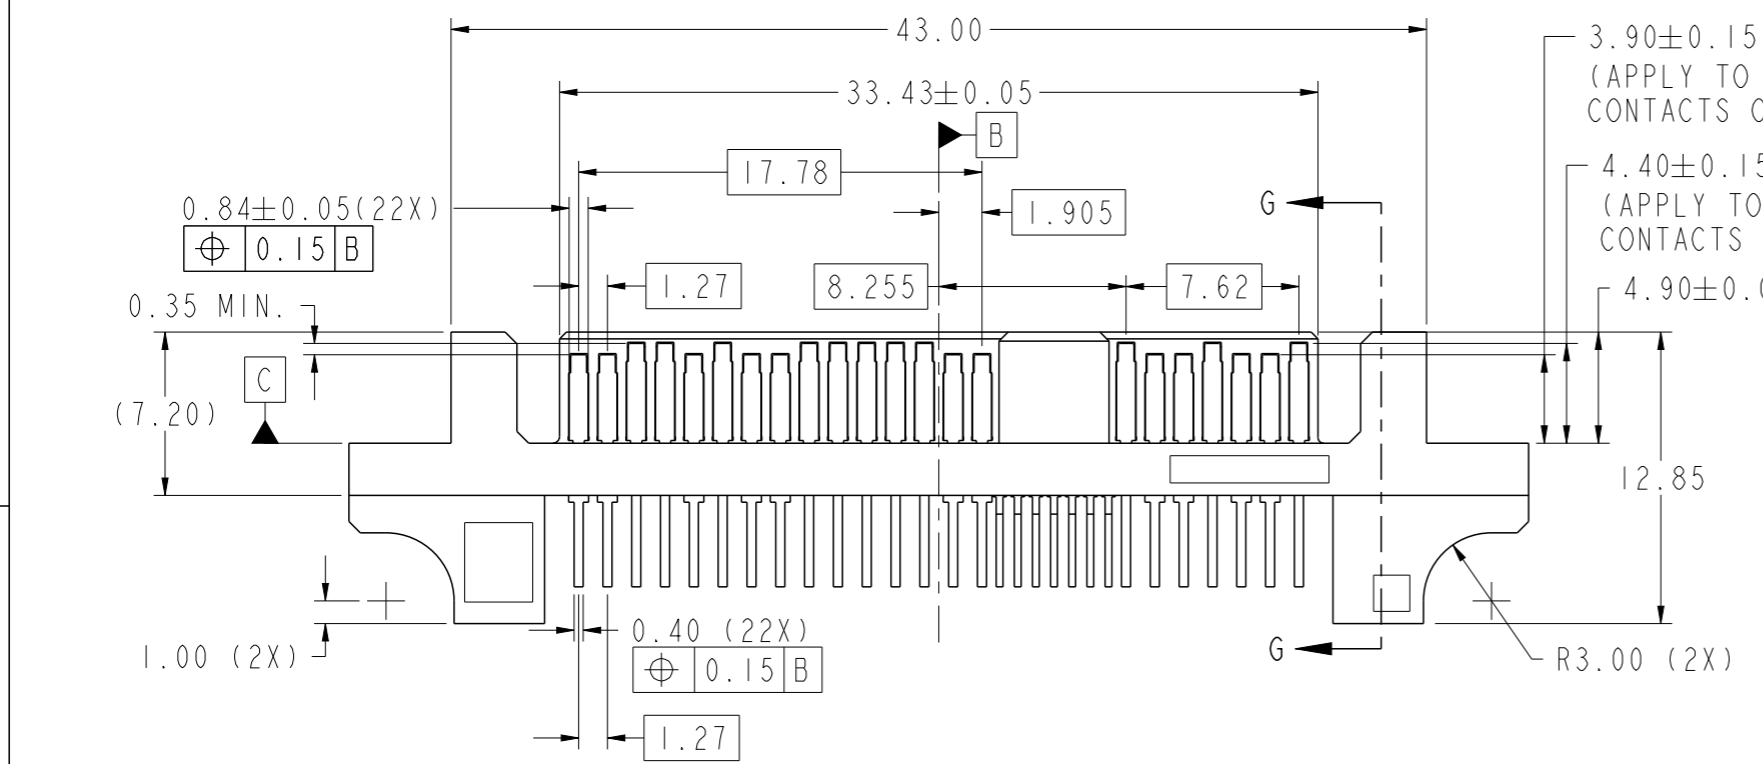 43.00
3.90±0.15
(APPLY TO
CONTACTS
33.43±0.05
B
17.78
4.40±0.15
(APPLY TO
CONTACTS
0.84±0.05(22X)
⌖ 0.15 B
1.905
G
0.35 MIN.
1.27
8.255
7.62
4.90±0.
C
(7.20)
12.85
1.00 (2X)
0.40 (22X)
⌖ 0.15 B
G
R3.00 (2X)
1.27